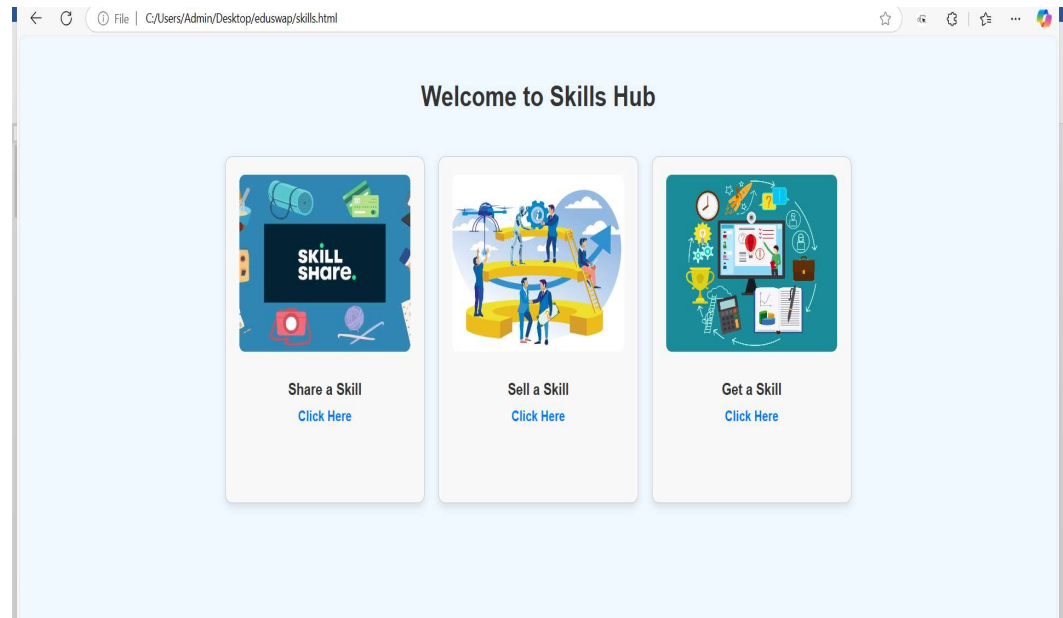 File | C:/Users/Admin/Desktop/eduswap/skills.html
Welcome to Skills Hub
SKILL
SHare.
Share a Skill
Click Here
Sell a Skill
Click Here
Get a Skill
Click Here